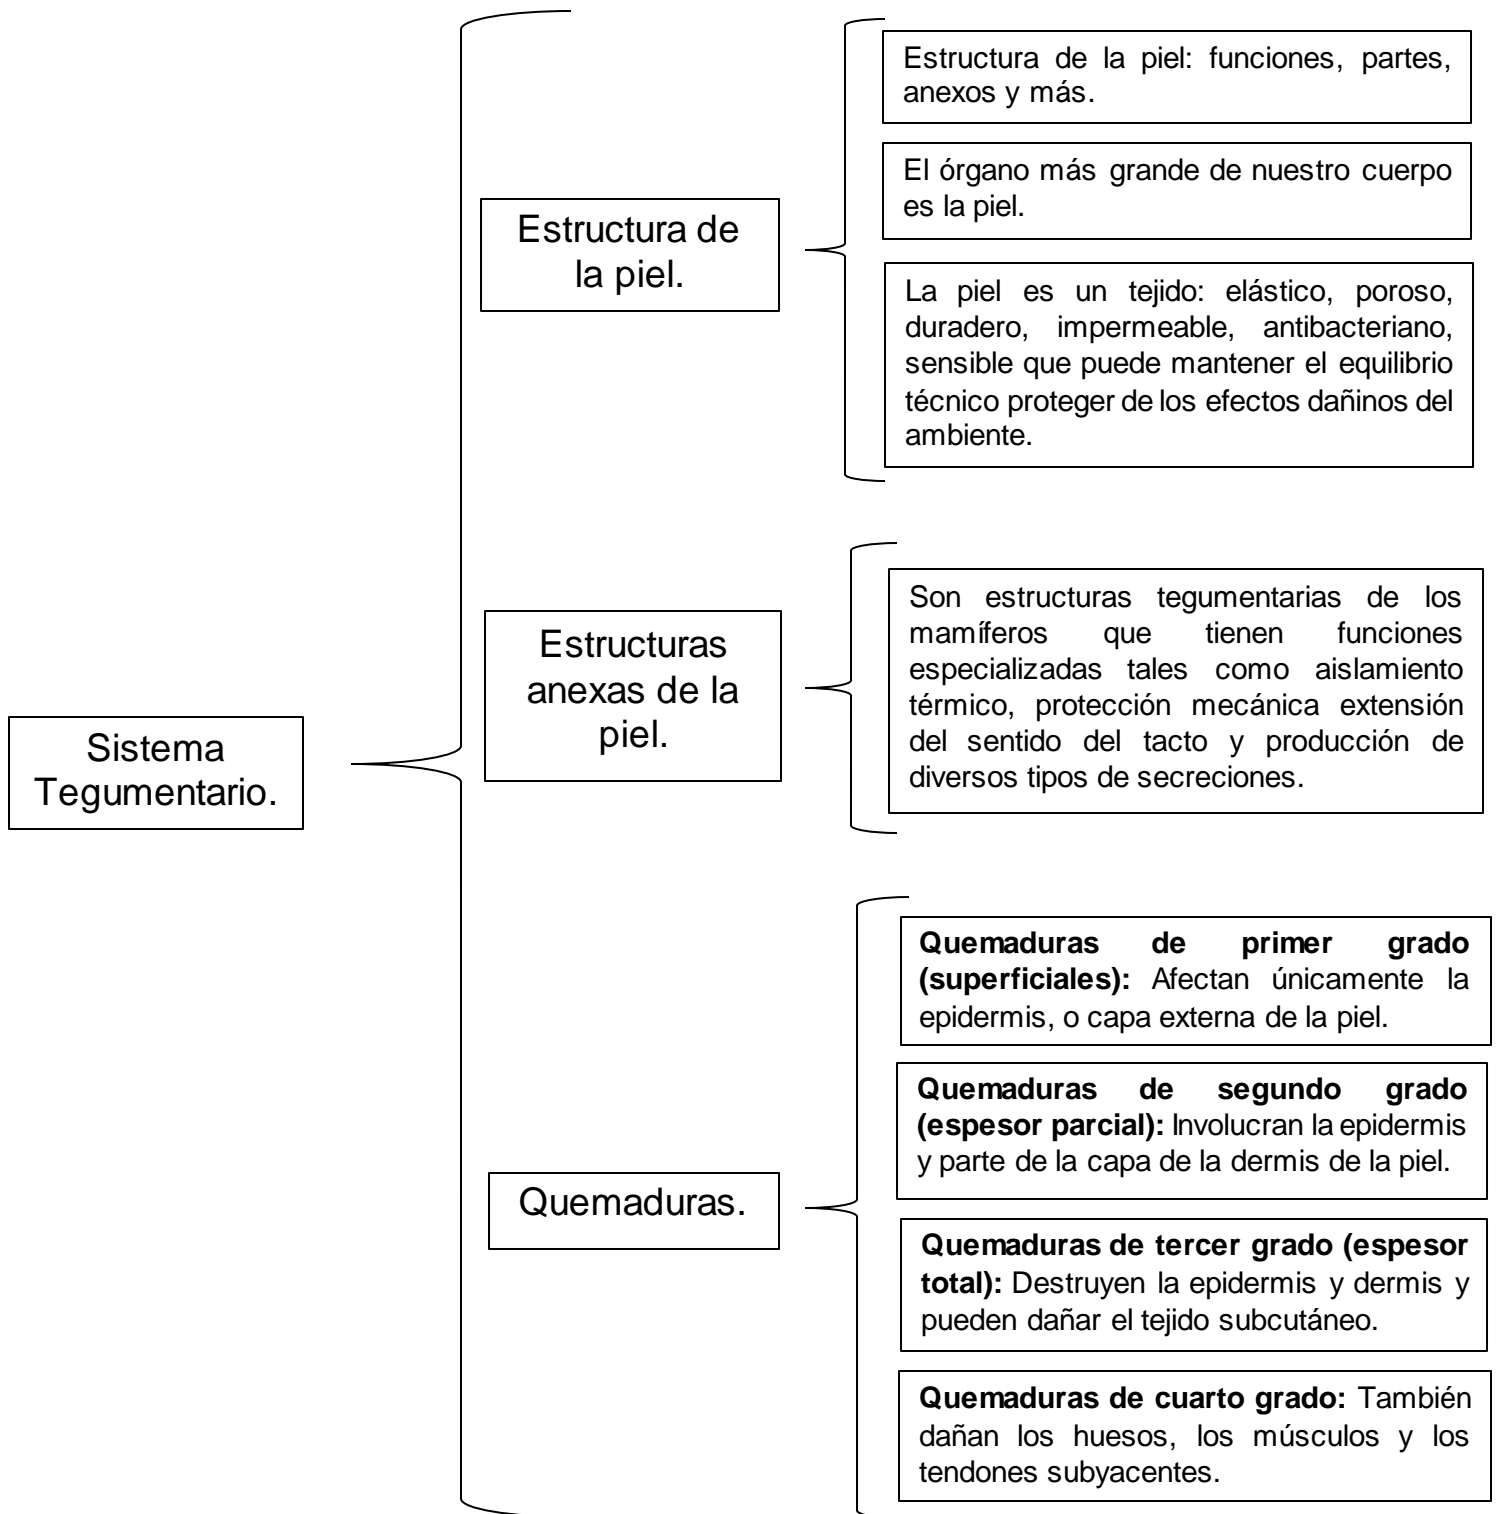 Sistema
Tegumentario.
Estructura de
la piel.
Estructura de la piel: funciones, partes,
anexos y más.
El órgano más grande de nuestro cuerpo
es la piel.
La piel es un tejido: elástico, poroso,
duradero, impermeable, antibacteriano,
sensible que puede mantener el equilibrio
técnico proteger de los efectos dañinos del
ambiente.
Estructuras
anexas de la
piel.
Son estructuras tegumentarias de los
mamíferos que tienen funciones
especializadas tales como aislamiento
térmico, protección mecánica extensión
del sentido del tacto y producción de
diversos tipos de secreciones.
Quemaduras.
Quemaduras de primer grado
(superficiales): Afectan únicamente la
epidermis, o capa externa de la piel.
Quemaduras de segundo grado
(espesor parcial): Involucran la epidermis
y parte de la capa de la dermis de la piel.
Quemaduras de tercer grado (espesor
total): Destruyen la epidermis y dermis y
pueden dañar el tejido subcutáneo.
Quemaduras de cuarto grado: También
dañan los huesos, los músculos y los
tendones subyacentes.